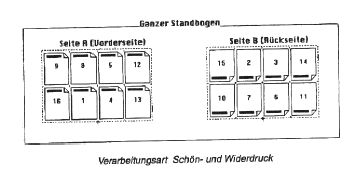 Ganzer Standbogen
Seite A (Vorderseite)
Seite B (Rückseite)
9 8 5 12
15 2 3 14
16 1 4 13
10 7 6 11
Verarbeitungsart Schön- und Widerdruck